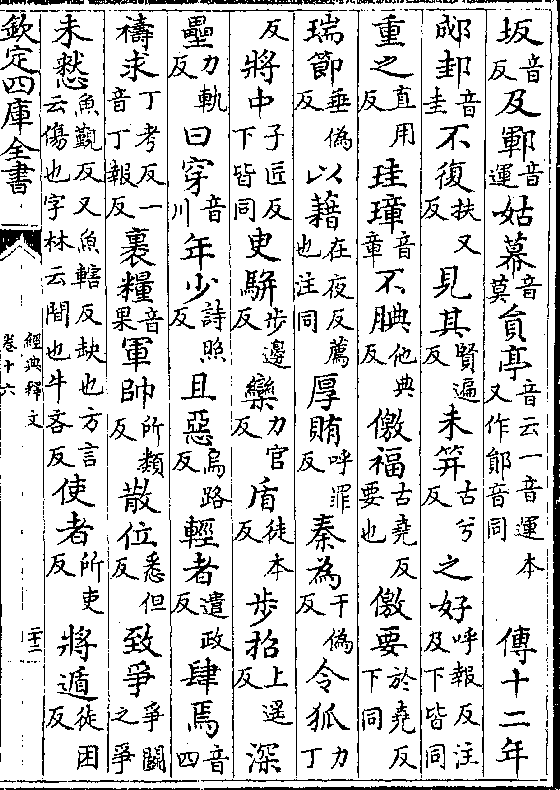 坂音反及鄆音運姑幕音莫貟亭音云一音運本又作鄖音同　傳十二年
郕邽音圭不復扶又反見其賢遍反未筓古兮反之好呼報反注及下皆同
重之直用反珪璋音章不腆他典反儌福古堯反要也儌要於堯反下同
瑞節垂偽反以藉在夜反薦也注同厚賄呼罪反秦為于偽反令狐力丁
反將中子匠反下皆同臾駢步邊反欒力官反盾徒本反步招上遥反深
壘力軌反曰穿音川年少詩照反且惡烏路反輕者遣政反肆焉音四
禱求丁考反一音丁報反裹糧音果軍帥所類反散位悉但反致爭爭鬬之爭
未憖魚覲反又魚轄反缺也方言云傷也字林云閒也牛吝反使者所吏反將遁徒困反
欽定四庫全書
經典釋文
卷十六
二十二